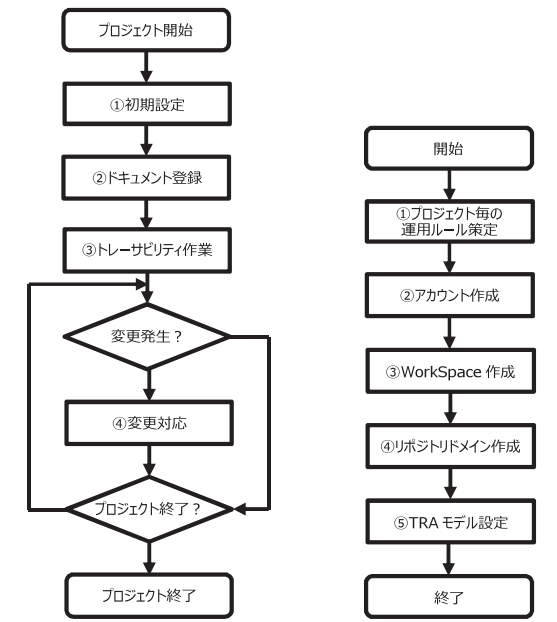 プロジェクト開始
①初期設定
②ドキュメント登録
③トレーサビリティ作業
変更発生？
④変更対応
プロジェクト終了？
プロジェクト終了
開始
①プロジェクト毎の
運用ルール策定
②アカウント作成
③WorkSpace 作成
④リポジトリドメイン作成
⑤TRA モデル設定
終了